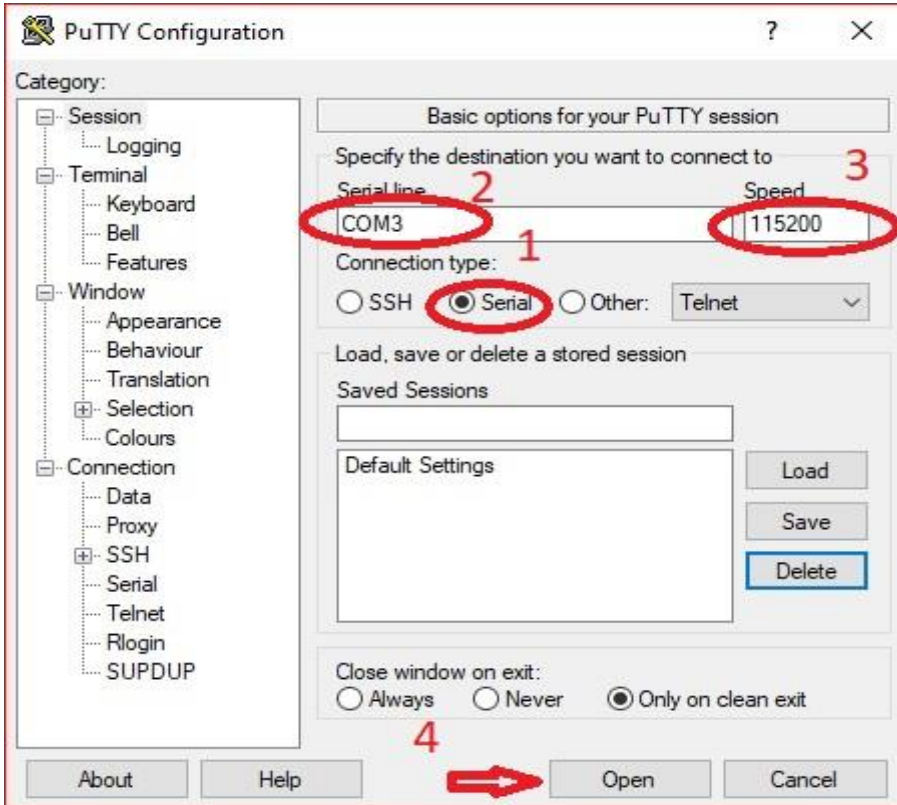 PuTTY Configuration ? ×
Category:
Session
Logging
Terminal
Keyboard
Bell
Features
Window
Appearance
Behaviour
Translation
Selection
Colours
Connection
Data
Proxy
SSH
Serial
Telnet
Rlogin
SUPDUP
Basic options for your PuTTY session
Specify the destination you want to connect to
Serial line 2 Speed 3
COM3 115200
Connection type: 1
SSH Serial Other: Telnet
Load, save or delete a stored session
Saved Sessions
Default Settings
Load
Save
Delete
Close window on exit:
Always Never Only on clean exit
4
About Help Open Cancel